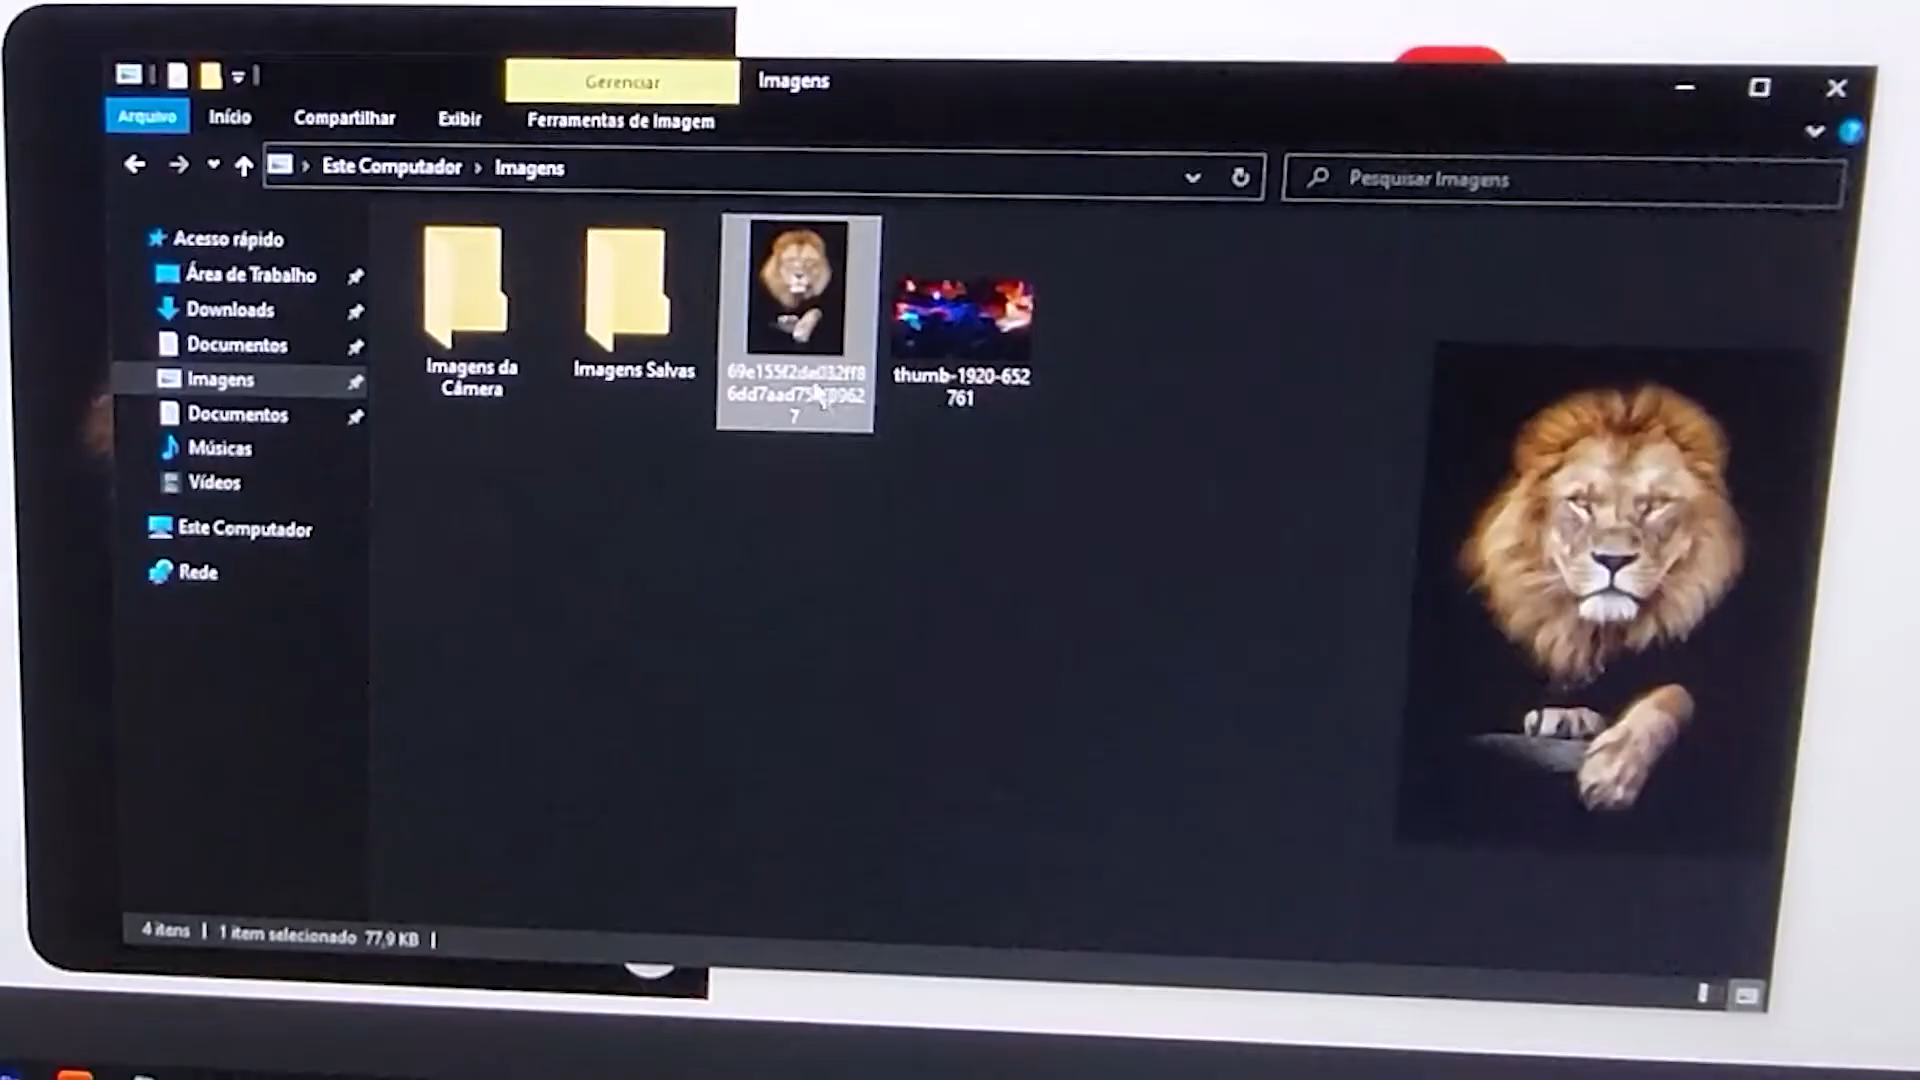 Gerenciar
Imagens
Arquivo
Início
Compartilhar
Exibir
Ferramentas de Imagem
Este Computador
Imagens
Pesquisar Imagens
Acesso rápido
Área de Trabalho
Downloads
Documentos
Imagens
Documentos
Músicas
Vídeos
Este Computador
Rede
Imagens da
Câmera
Imagens Salvas
thumb-1920-652
761
4 itens
1 item selecionado 77,9 KB